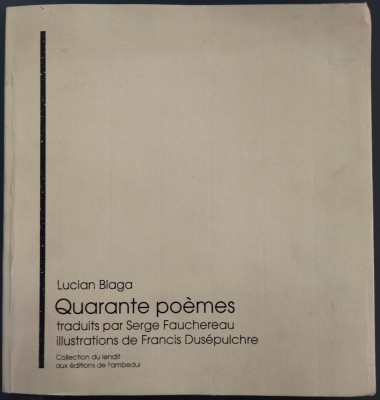 Lucian Blaga
Quarante poèmes
traduits par Serge Fauchereau
illustrations de Francis Dusépulchre
Collection du lendit
aux éditions de l'ambedui